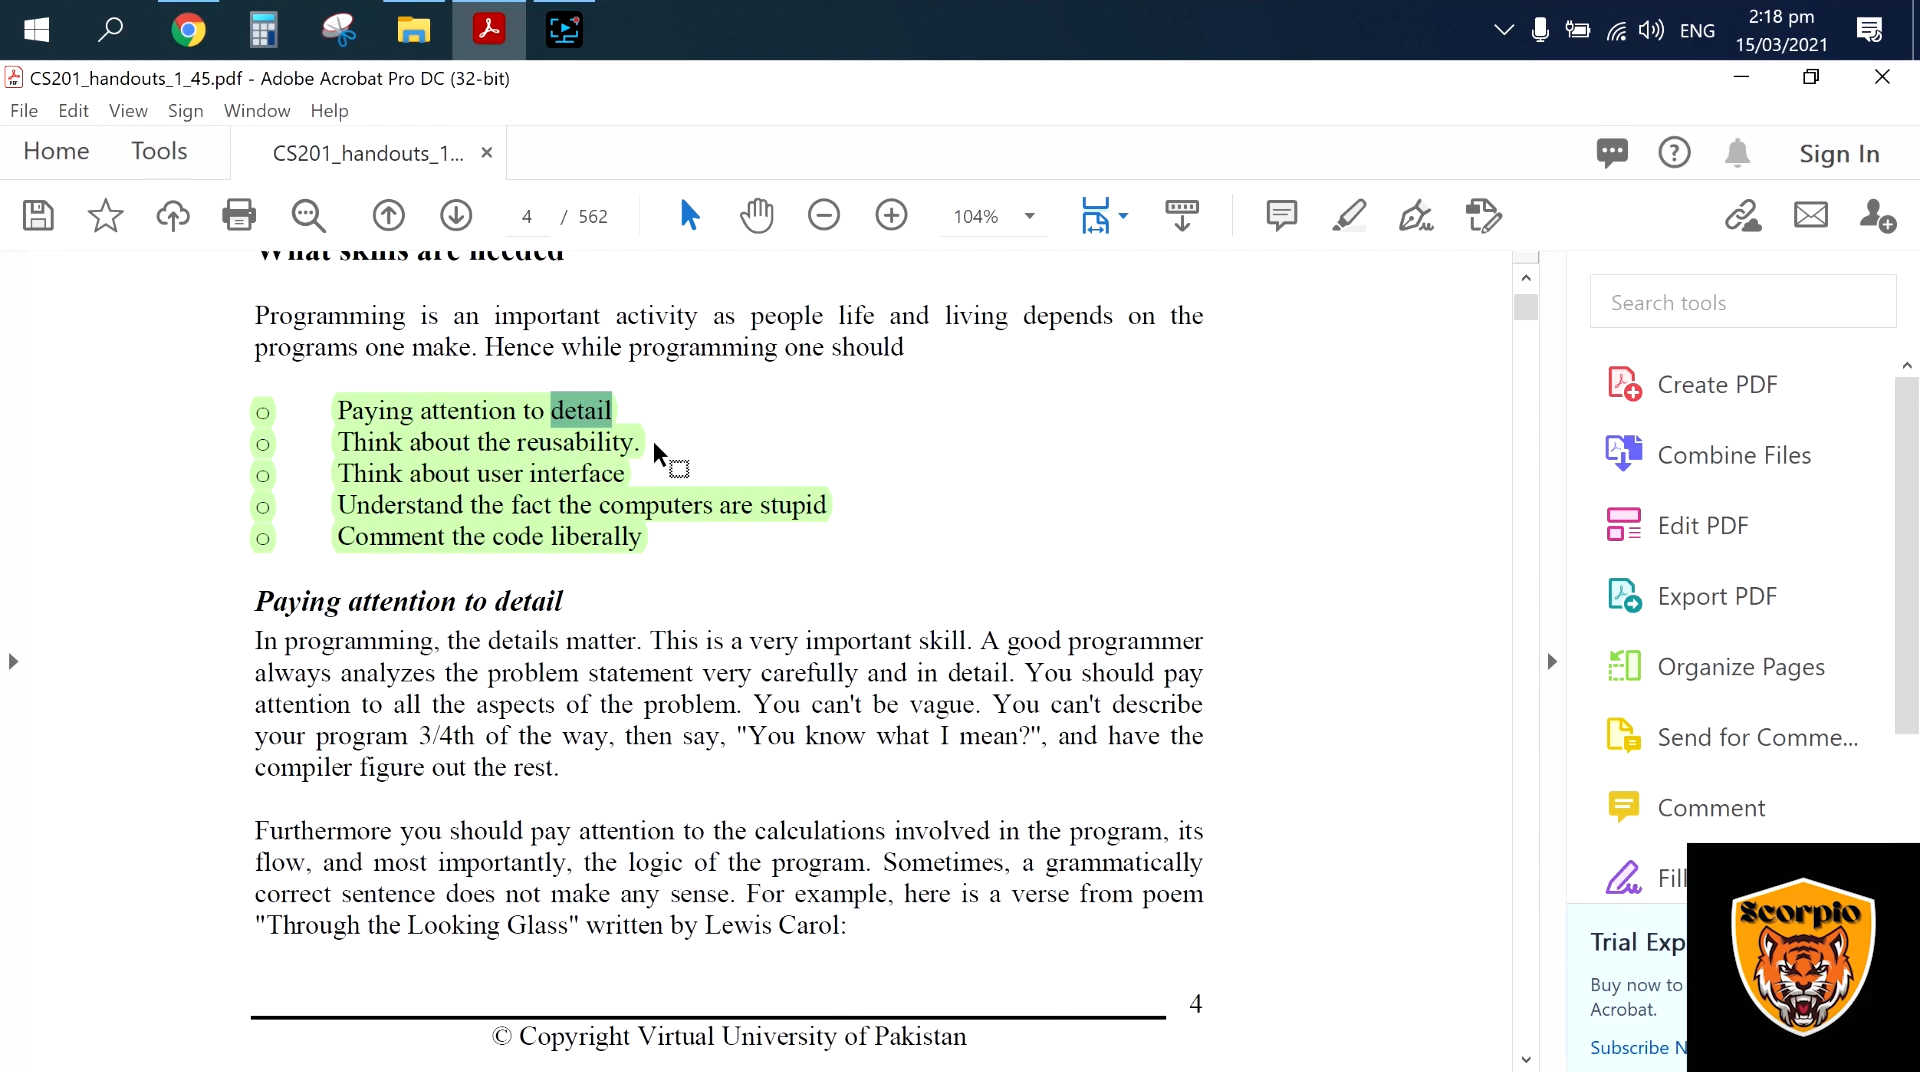 2:18 pm
ENG
15/03/2021
CS201_handouts_1_45.pdf - Adobe Acrobat Pro DC (32-bit)
File Edit View Sign Window Help
Home Tools CS201_handouts_1... × Sign In
4 / 562 104%
What skills are needed
Programming is an important activity as people life and living depends on the
programs one make. Hence while programming one should
○ Paying attention to detail
○ Think about the reusability.
○ Think about user interface
○ Understand the fact the computers are stupid
○ Comment the code liberally
Paying attention to detail
In programming, the details matter. This is a very important skill. A good programmer
always analyzes the problem statement very carefully and in detail. You should pay
attention to all the aspects of the problem. You can't be vague. You can't describe
your program 3/4th of the way, then say, "You know what I mean?", and have the
compiler figure out the rest.
Furthermore you should pay attention to the calculations involved in the program, its
flow, and most importantly, the logic of the program. Sometimes, a grammatically
correct sentence does not make any sense. For example, here is a verse from poem
"Through the Looking Glass" written by Lewis Carol:
4
© Copyright Virtual University of Pakistan
Search tools
Create PDF
Combine Files
Edit PDF
Export PDF
Organize Pages
Send for Comme...
Comment
Fill
Trial Exp
Buy now to
Acrobat.
Subscribe N
Scorpio